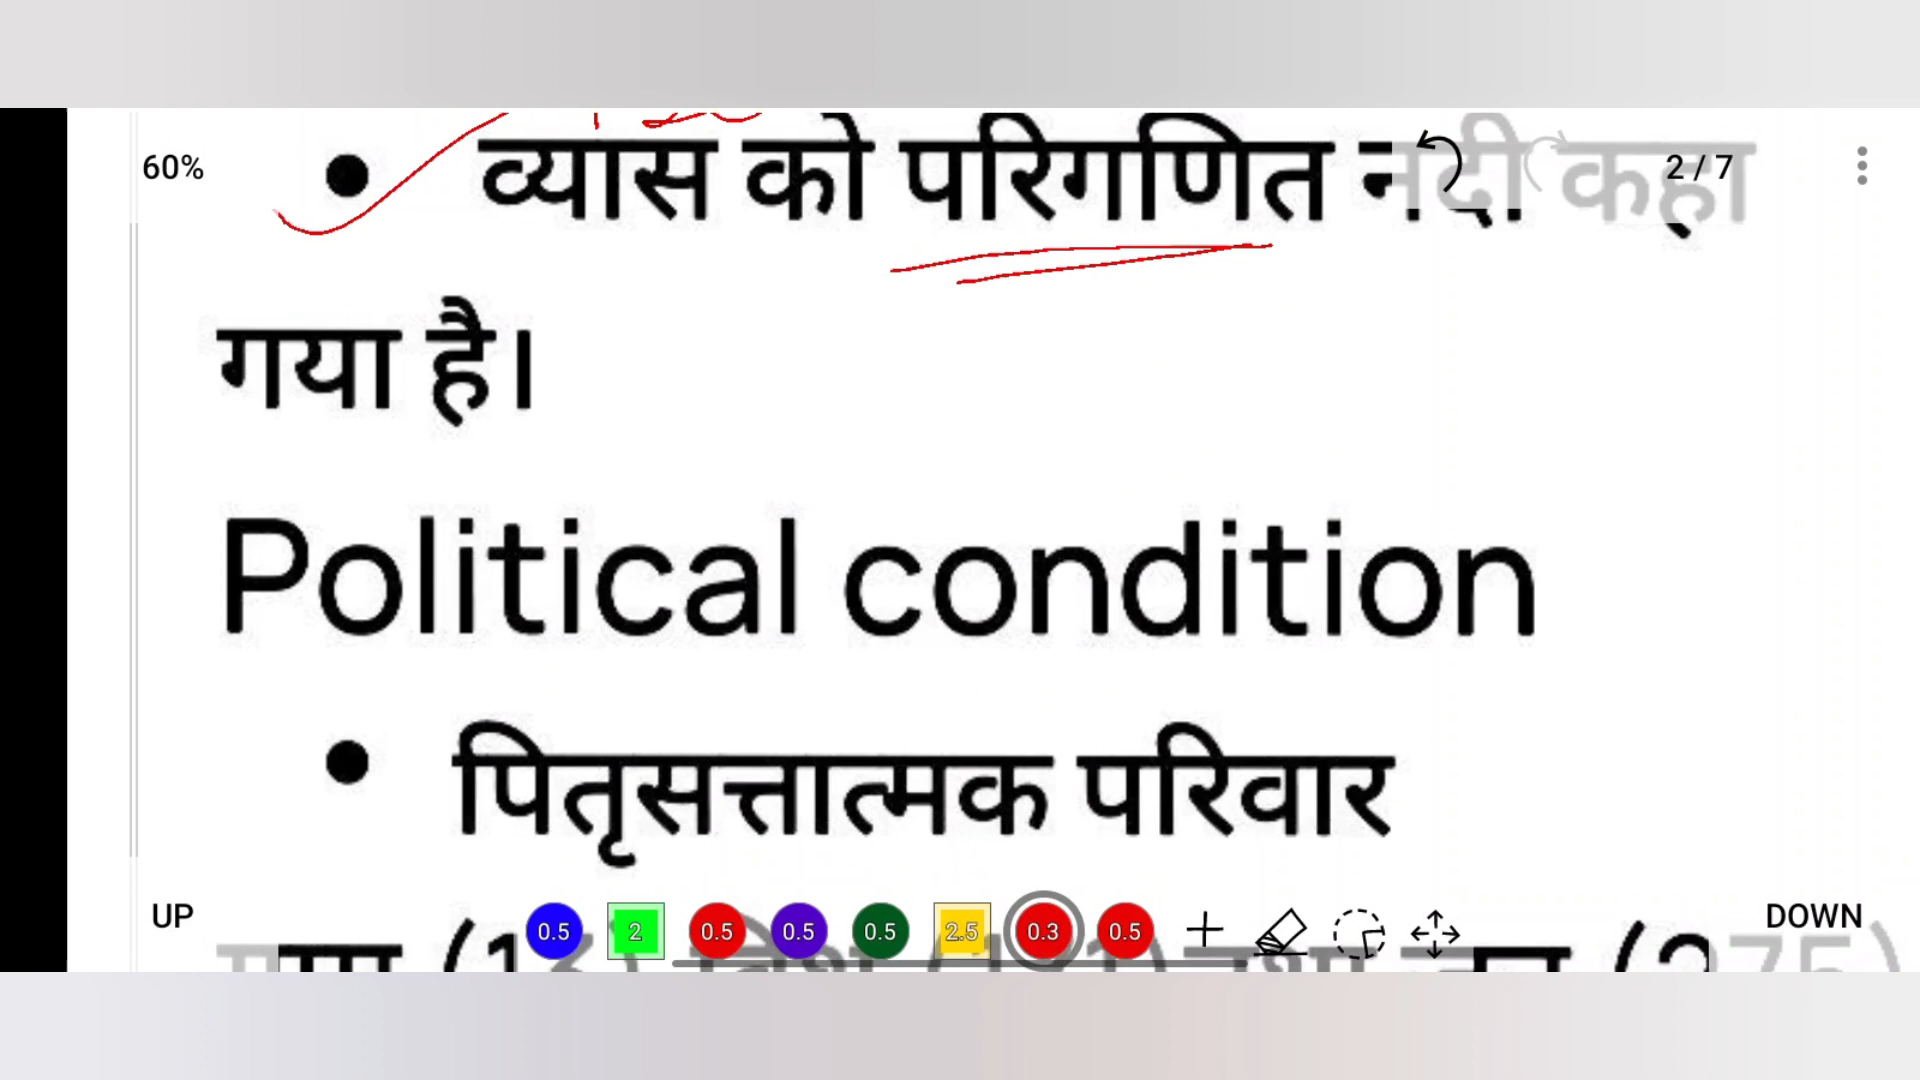 60%
• व्यास को परिगणित नदी कहा
2 / 7
गया है।
Political condition
• पितृसत्तात्मक परिवार
UP
0.5 2 0.5 0.5 0.5 2.5 0.3 0.5
DOWN